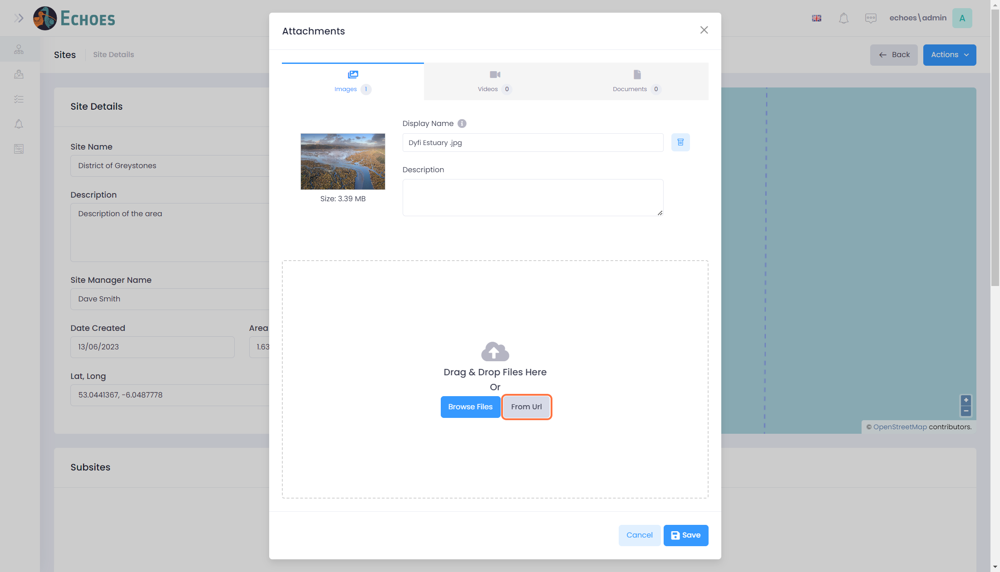 ECHOES
echoes\admin
A
Sites
Site Details
Back
Actions
Site Details
Site Name
District of Greystones
Description
Description of the area
Site Manager Name
Dave Smith
Date Created
Area
13/06/2023
1.63
Lat, Long
53.0441367, -6.0487778
Subsites
+
−
© OpenStreetMap contributors.
Attachments
Images 1
Videos 0
Documents 0
Display Name
Dyfi Estuary .jpg
Description
Size: 3.39 MB
Drag & Drop Files Here
Or
Browse Files
From Url
Cancel
Save